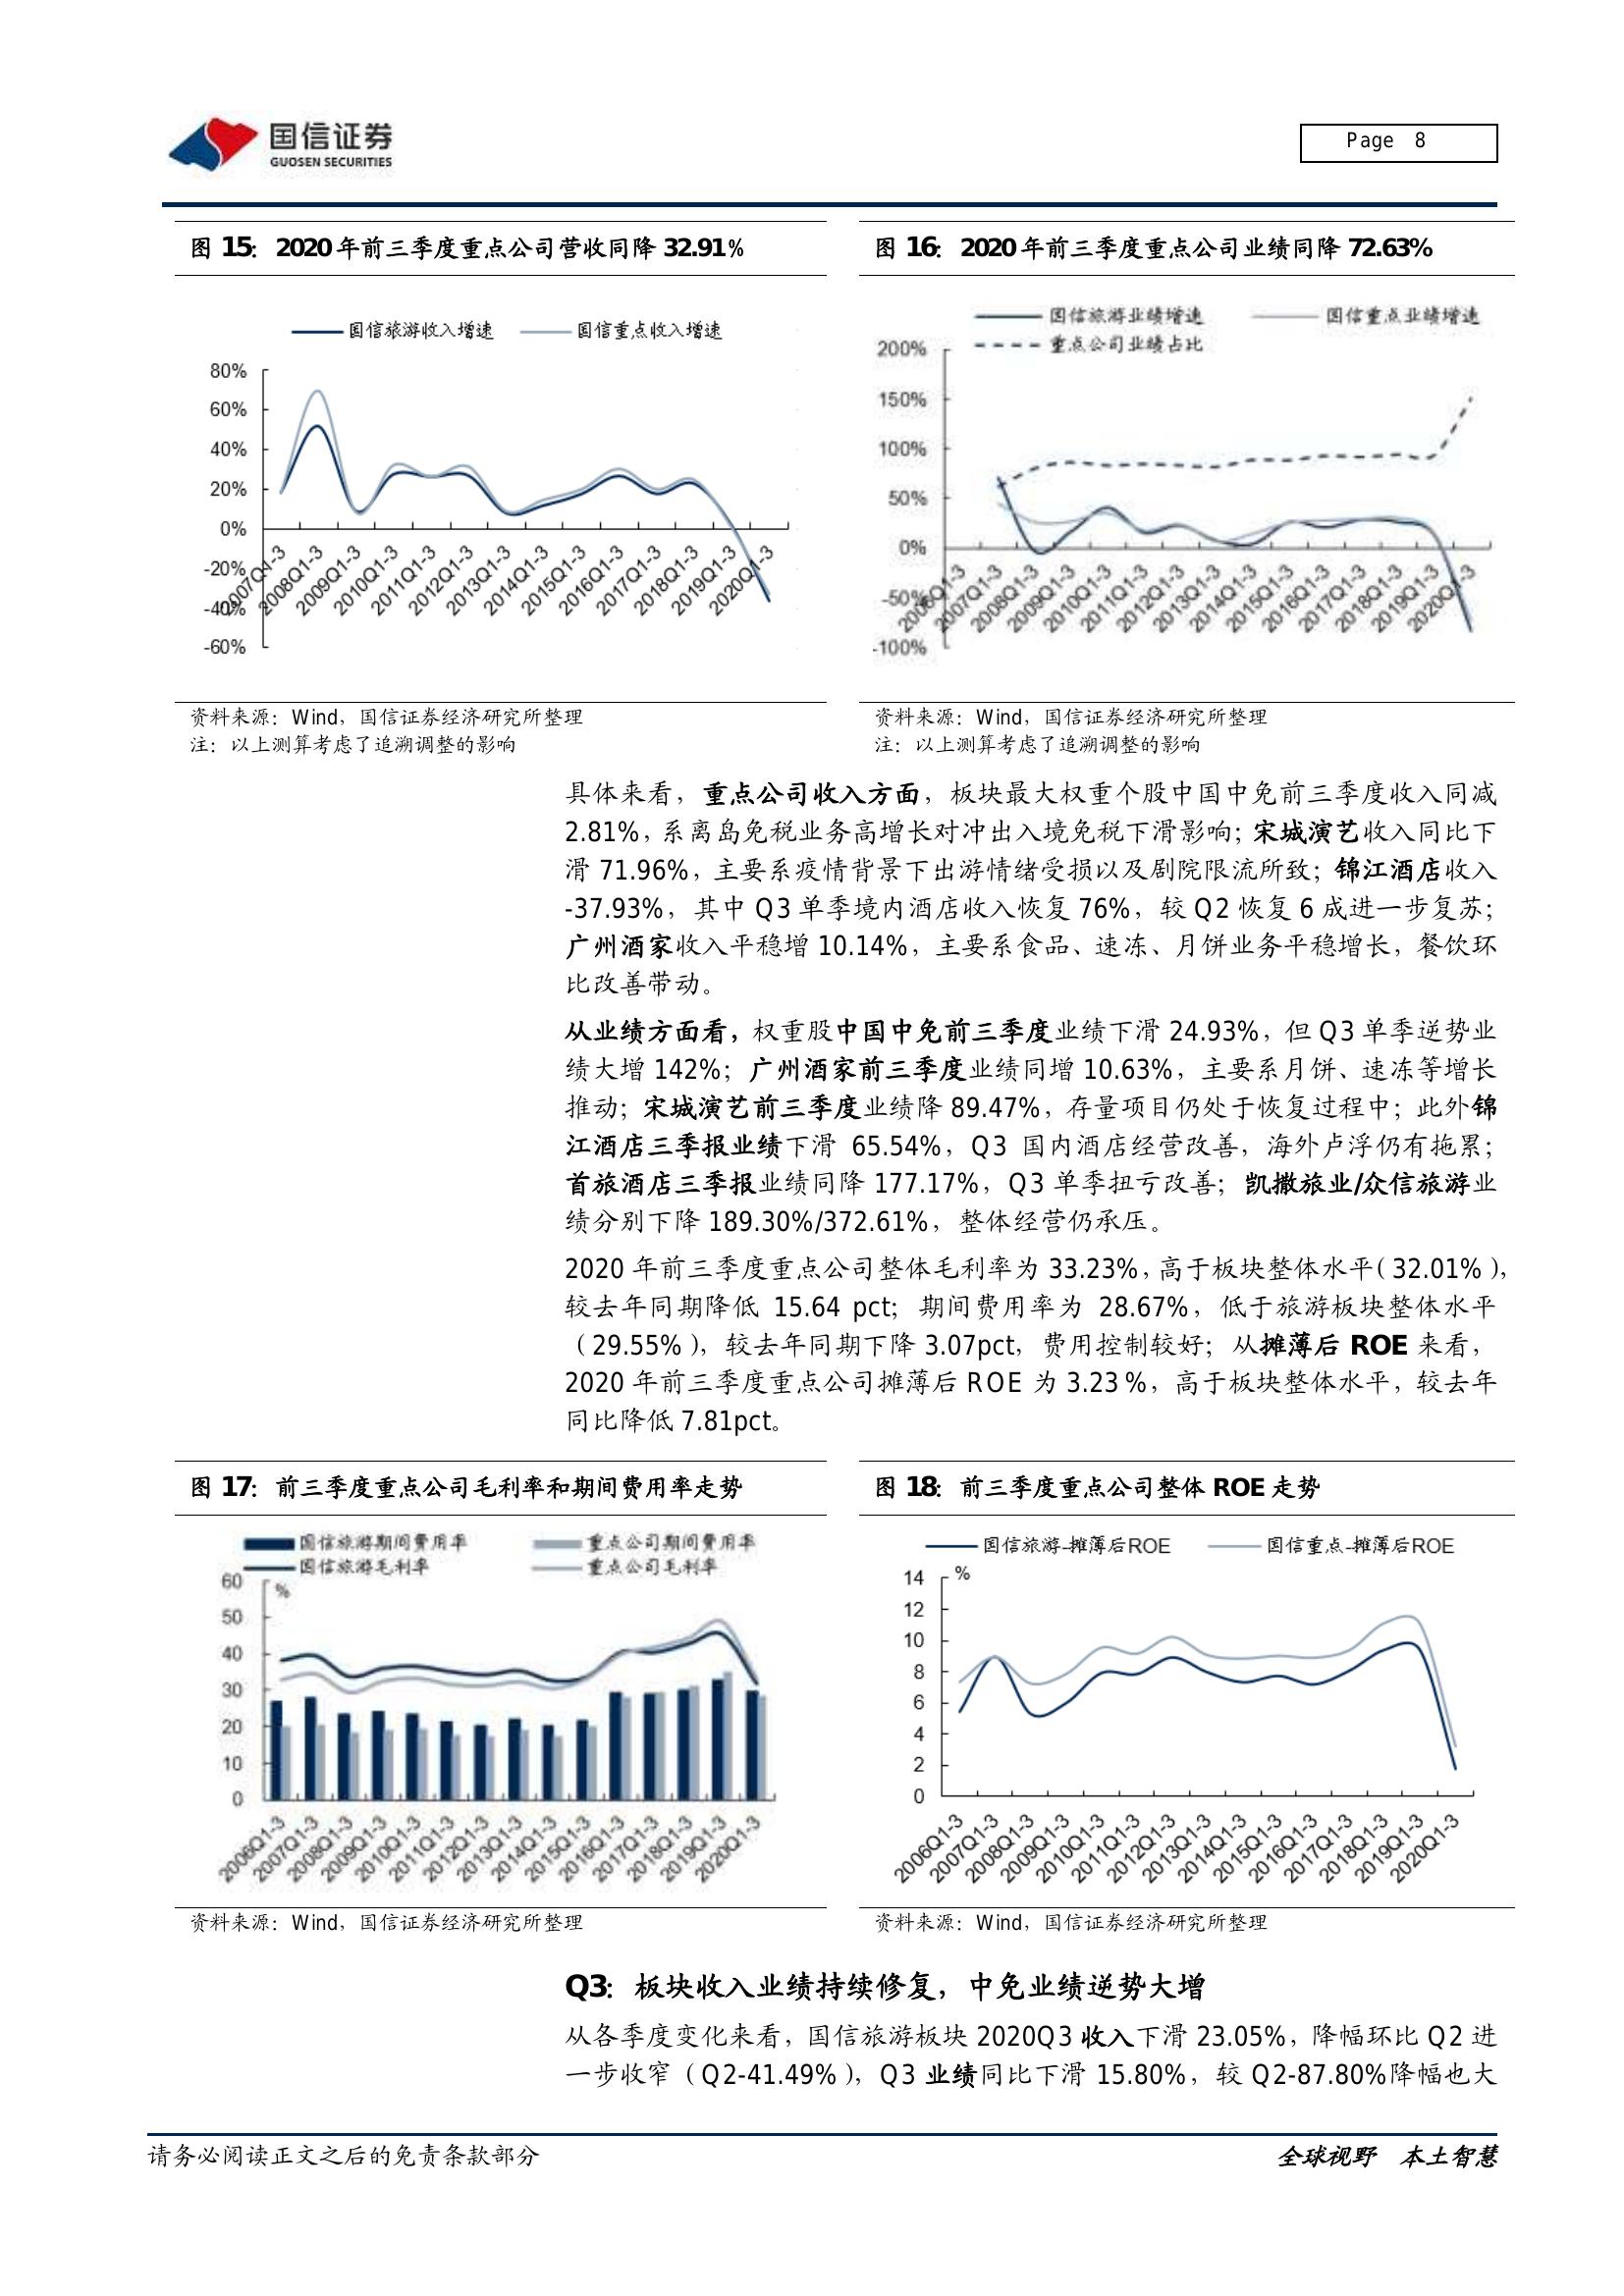 国信证券
GUOSEN SECURITIES
Page 8
图 15：2020 年前三季度重点公司营收同降 32.91%
国信旅游收入增速
国信重点收入增速
80%
60%
40%
20%
0%
-20%
-40%
-60%
2007Q1-3
2008Q1-3
2009Q1-3
2010Q1-3
2011Q1-3
2012Q1-3
2013Q1-3
2014Q1-3
2015Q1-3
2016Q1-3
2017Q1-3
2018Q1-3
2019Q1-3
2020Q1-3
资料来源：Wind，国信证券经济研究所整理
注：以上测算考虑了追溯调整的影响
图 16：2020 年前三季度重点公司业绩同降 72.63%
国信旅游业绩增速
国信重点业绩增速
重点公司业绩占比
200%
150%
100%
50%
0%
-50%
-100%
2006Q1-3
2007Q1-3
2008Q1-3
2009Q1-3
2010Q1-3
2011Q1-3
2012Q1-3
2013Q1-3
2014Q1-3
2015Q1-3
2016Q1-3
2017Q1-3
2018Q1-3
2019Q1-3
2020Q1-3
资料来源：Wind，国信证券经济研究所整理
注：以上测算考虑了追溯调整的影响
具体来看，重点公司收入方面，板块最大权重个股中国中免前三季度收入同减
2.81%，系离岛免税业务高增长对冲出入境免税下滑影响；宋城演艺收入同比下
滑 71.96%，主要系疫情背景下出游情绪受损以及剧院限流所致；锦江酒店收入
-37.93%，其中 Q3 单季境内酒店收入恢复 76%，较 Q2 恢复 6 成进一步复苏；
广州酒家收入平稳增 10.14%，主要系食品、速冻、月饼业务平稳增长，餐饮环
比改善带动。
从业绩方面看，权重股中国中免前三季度业绩下滑 24.93%，但 Q3 单季逆势业
绩大增 142%；广州酒家前三季度业绩同增 10.63%，主要系月饼、速冻等增长
推动；宋城演艺前三季度业绩降 89.47%，存量项目仍处于恢复过程中；此外锦
江酒店三季报业绩下滑 65.54%，Q3 国内酒店经营改善，海外卢浮仍有拖累；
首旅酒店三季报业绩同降 177.17%，Q3 单季扭亏改善；凯撒旅业/众信旅游业
绩分别下降 189.30%/372.61%，整体经营仍承压。
2020 年前三季度重点公司整体毛利率为 33.23%，高于板块整体水平（32.01%），
较去年同期降低 15.64 pct；期间费用率为 28.67%，低于旅游板块整体水平
（29.55%），较去年同期下降 3.07pct，费用控制较好；从摊薄后 ROE 来看，
2020 年前三季度重点公司摊薄后 ROE 为 3.23%，高于板块整体水平，较去年
同比降低 7.81pct。
图 17：前三季度重点公司毛利率和期间费用率走势
国信旅游期间费用率
重点公司期间费用率
国信旅游毛利率
重点公司毛利率
%
60
50
40
30
20
10
0
2006Q1-3
2007Q1-3
2008Q1-3
2009Q1-3
2010Q1-3
2011Q1-3
2012Q1-3
2013Q1-3
2014Q1-3
2015Q1-3
2016Q1-3
2017Q1-3
2018Q1-3
2019Q1-3
2020Q1-3
资料来源：Wind，国信证券经济研究所整理
图 18：前三季度重点公司整体 ROE 走势
国信旅游-摊薄后ROE
国信重点-摊薄后ROE
%
14
12
10
8
6
4
2
0
2006Q1-3
2007Q1-3
2008Q1-3
2009Q1-3
2010Q1-3
2011Q1-3
2012Q1-3
2013Q1-3
2014Q1-3
2015Q1-3
2016Q1-3
2017Q1-3
2018Q1-3
2019Q1-3
2020Q1-3
资料来源：Wind，国信证券经济研究所整理
Q3：板块收入业绩持续修复，中免业绩逆势大增
从各季度变化来看，国信旅游板块 2020Q3 收入下滑 23.05%，降幅环比 Q2 进
一步收窄（Q2-41.49%），Q3 业绩同比下滑 15.80%，较 Q2-87.80%降幅也大
请务必阅读正文之后的免责条款部分
全球视野 本土智慧